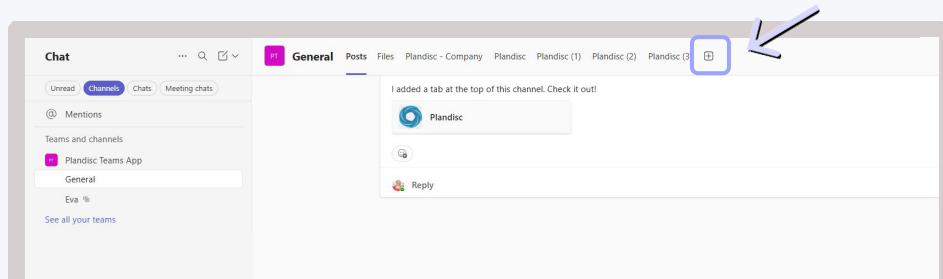 Chat
PT General Posts Files Plandisc - Company Plandisc Plandisc (1) Plandisc (2) Plandisc (3
Unread Channels Chats Meeting chats
@ Mentions
Teams and channels
PT Plandisc Teams App
General
Eva
See all your teams
I added a tab at the top of this channel. Check it out!
Plandisc
Reply